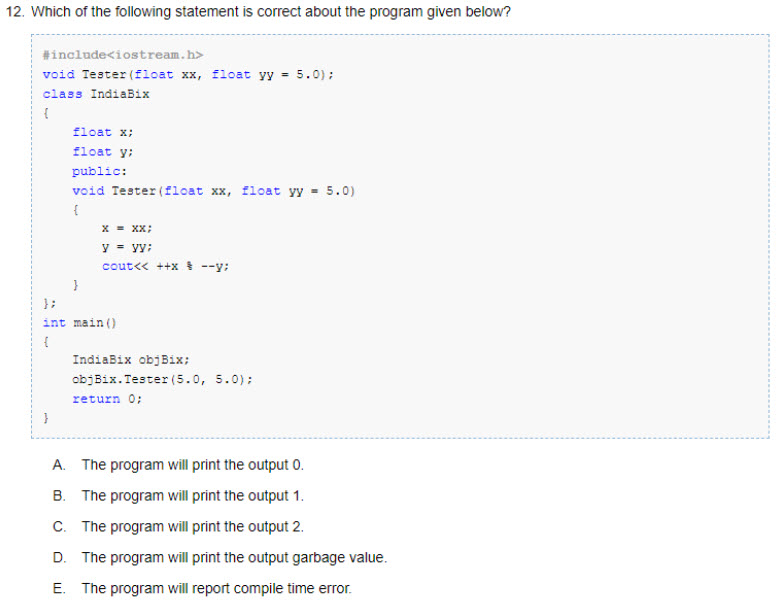 12. Which of the following statement is correct about the program given below?
#include<iostream.h>
void Tester(float xx, float yy = 5.0);
class IndiaBix
{
float x;
float y;
public:
void Tester(float xx, float yy = 5.0)
{
x = xx;
y = yy;
cout<< ++x % --y;
}
};
int main()
{
IndiaBix objBix;
objBix.Tester(5.0, 5.0);
return 0;
}
A. The program will print the output 0.
B. The program will print the output 1.
C. The program will print the output 2.
D. The program will print the output garbage value.
E. The program will report compile time error.